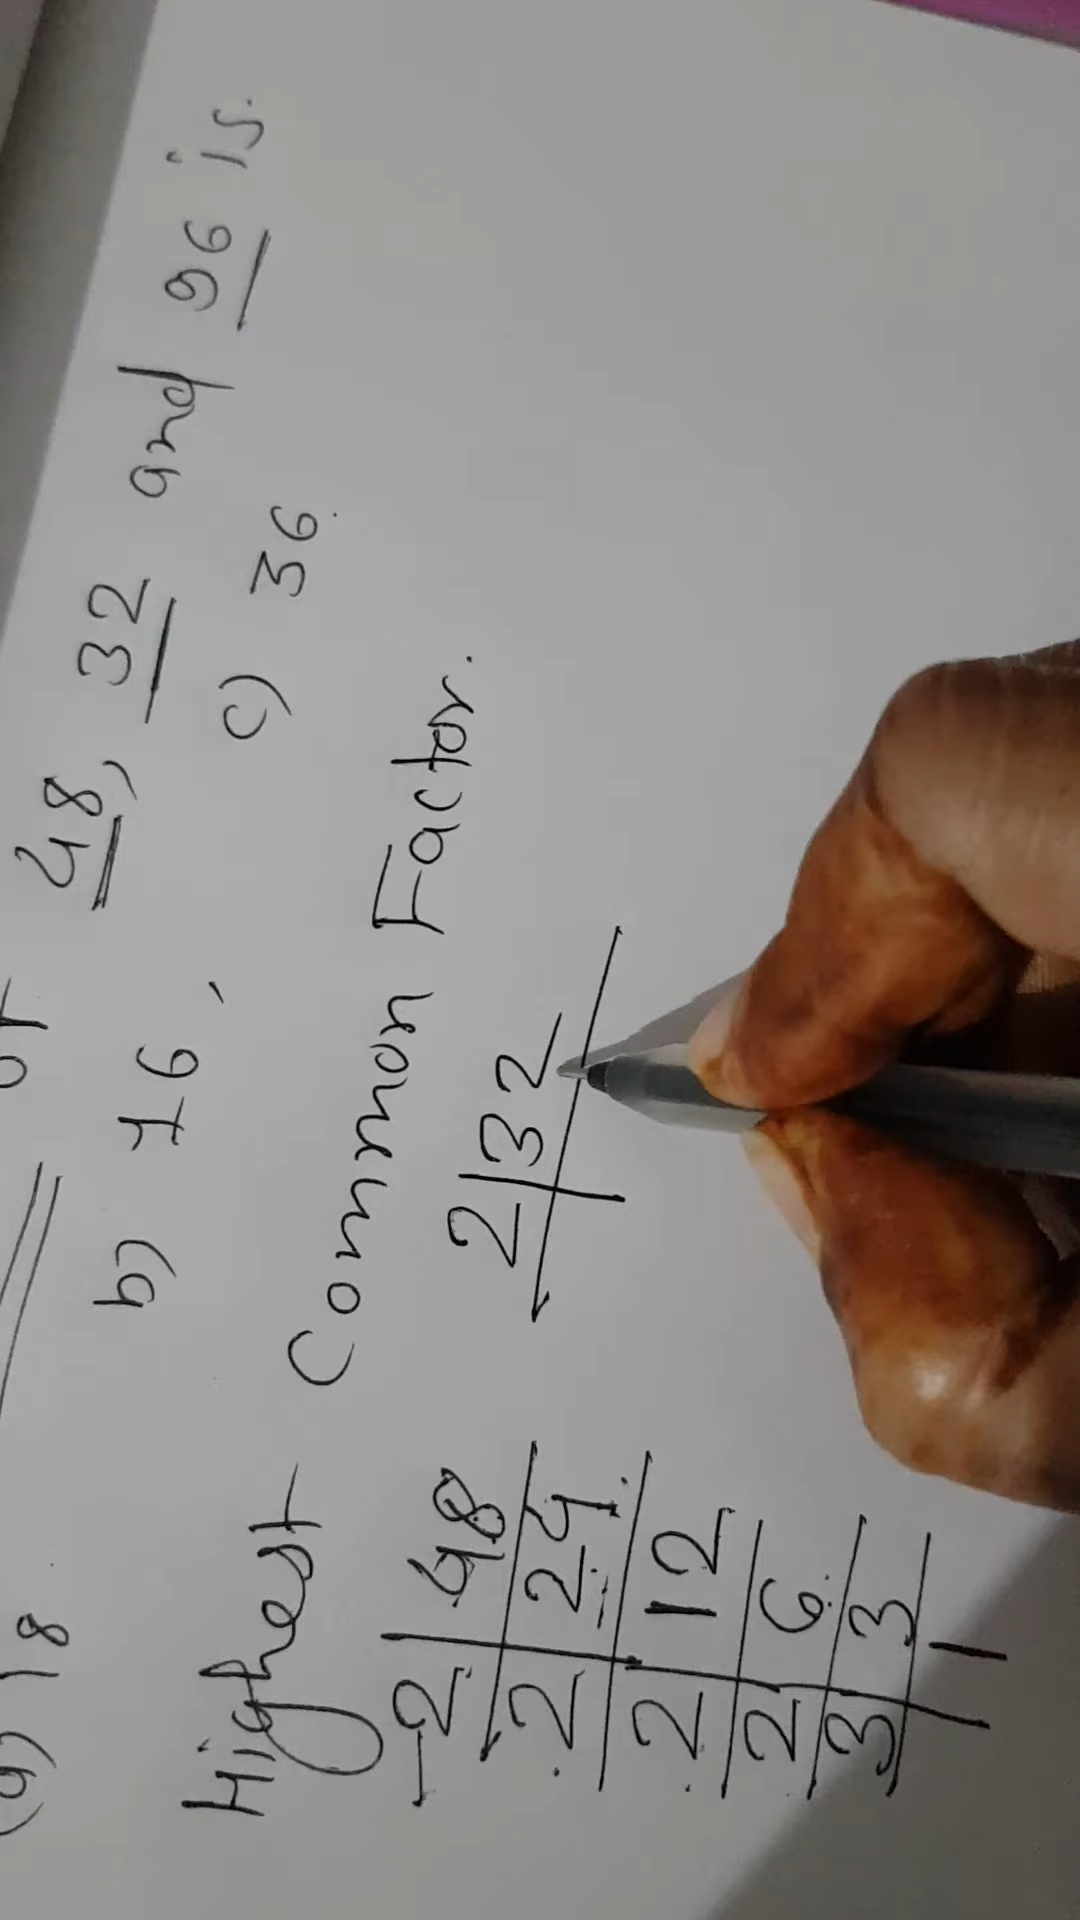 of 48, 32 and 96 is.
(a) 18 b) 16, c) 36.
Highest Common Factor.
2 48
2 24
2 12
2 6
3 3
1
2 32